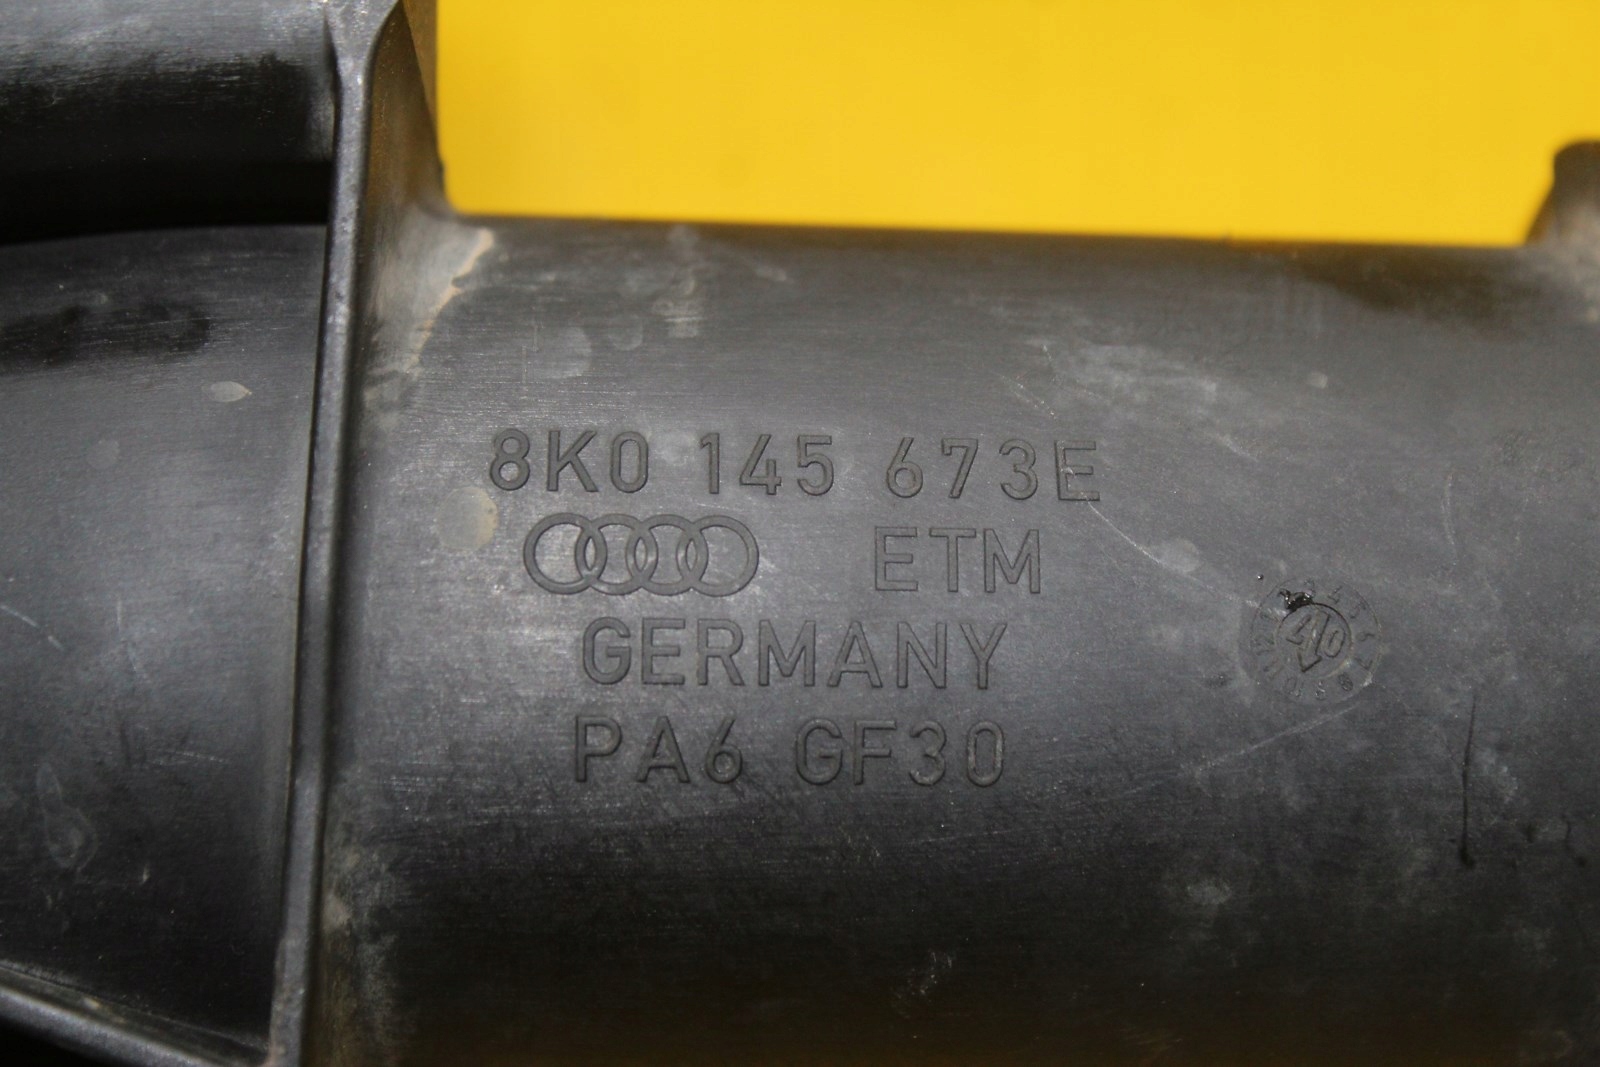 8K0 145 673E
ETM
GERMANY
PA6 GF30